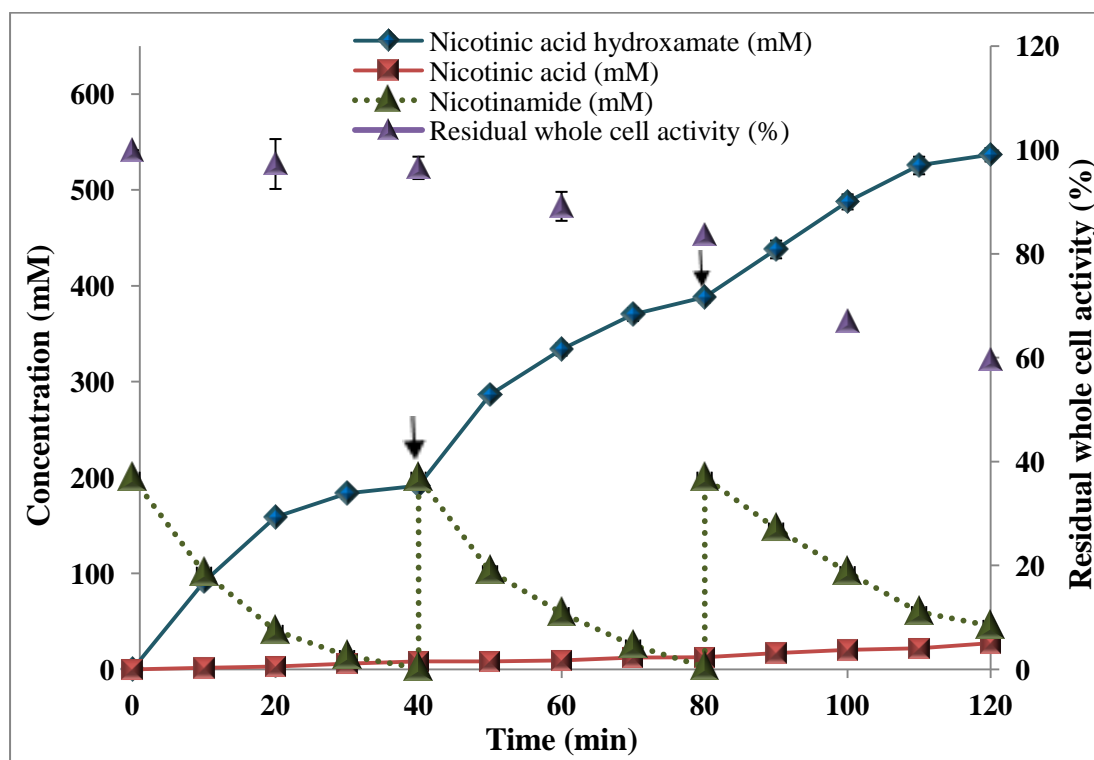 Nicotinic acid hydroxamate (mM)
Nicotinic acid (mM)
Nicotinamide (mM)
Residual whole cell activity (%)
Concentration (mM)
600
500
400
300
200
100
0
120
100
80
60
40
20
0
Residual whole cell activity (%)
0 20 40 60 80 100 120
Time (min)